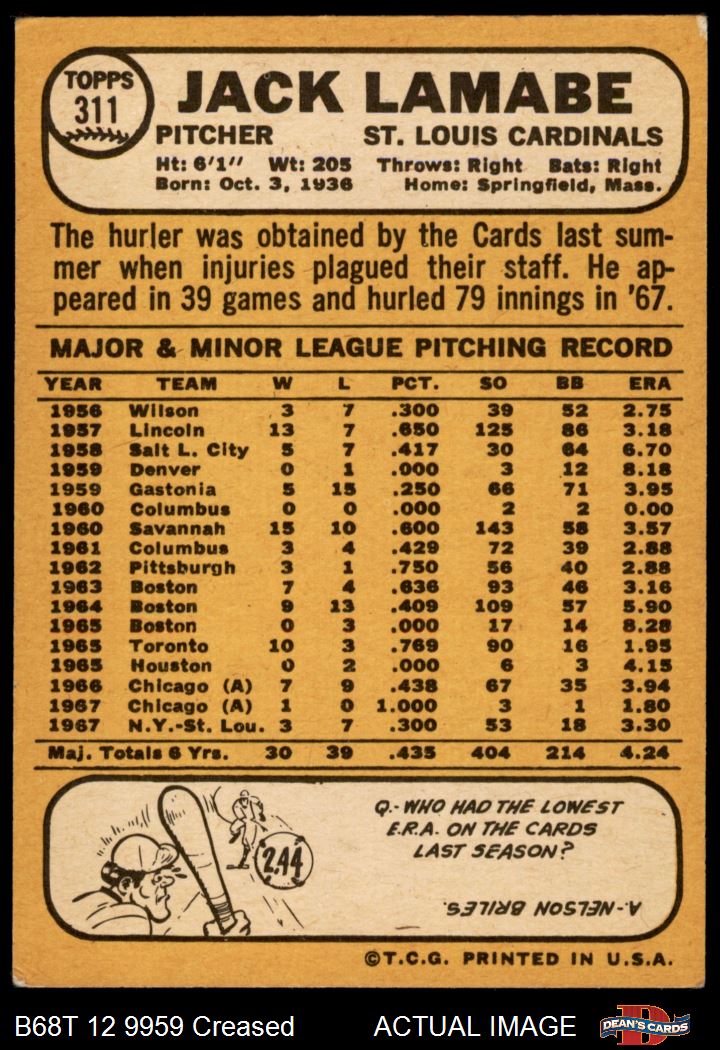 TOPPS
311
JACK LAMABE
PITCHER ST. LOUIS CARDINALS
Ht: 6'1" Wt: 205 Throws: Right Bats: Right
Born: Oct. 3, 1936 Home: Springfield, Mass.
The hurler was obtained by the Cards last sum-
mer when injuries plagued their staff. He ap-
peared in 39 games and hurled 79 innings in '67.
MAJOR & MINOR LEAGUE PITCHING RECORD
YEAR TEAM W L PCT. SO BB ERA
1956 Wilson 3 7 .300 39 52 2.75
1957 Lincoln 13 7 .650 125 86 3.18
1958 Salt L. City 5 7 .417 30 64 6.70
1959 Denver 0 1 .000 3 12 8.18
1959 Gastonia 5 15 .250 66 71 3.95
1960 Columbus 0 0 .000 2 2 0.00
1960 Savannah 15 10 .600 143 58 3.57
1961 Columbus 3 4 .429 72 39 2.88
1962 Pittsburgh 3 1 .750 56 40 2.88
1963 Boston 7 4 .636 93 46 3.16
1964 Boston 9 13 .409 109 57 5.90
1965 Boston 0 3 .000 17 14 8.28
1965 Toronto 10 3 .769 90 16 1.95
1965 Houston 0 2 .000 6 3 4.15
1966 Chicago (A) 7 9 .438 67 35 3.94
1967 Chicago (A) 1 0 1.000 3 1 1.80
1967 N.Y.-St. Lou. 3 7 .300 53 18 3.30
Maj. Totals 6 Yrs. 30 39 .435 404 214 4.24
2.44
Q.- WHO HAD THE LOWEST
E.R.A. ON THE CARDS
LAST SEASON?
A-NELSON BRILES.
©T.C.G. PRINTED IN U.S.A.
B68T 12 9959 Creased ACTUAL IMAGE
D
DEAN'S CARDS